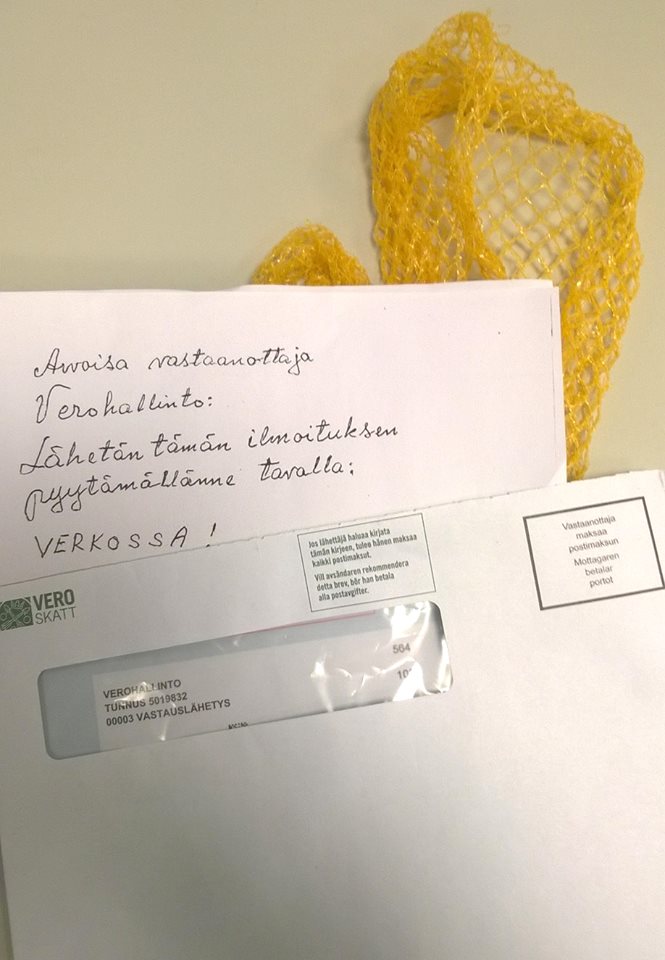 Arvoisa vastaanottaja
Verohallinto:
Lähetän tämän ilmoituksen
pyytämällänne tavalla:
VERKOSSA !
Jos lähettäjä haluaa kirjata
tämän kirjeen, tulee hänen maksaa
kaikki postimaksut.
Vill avsändaren rekommendera
detta brev, bör han betala
alla postavgifter.
Vastaanottaja
maksaa
postimaksun
Mottagaren
betalar
portot
VERO
SKATT
564
VEROHALLINTO
TUNNUS 5019832
00003 VASTAUSLÄHETYS